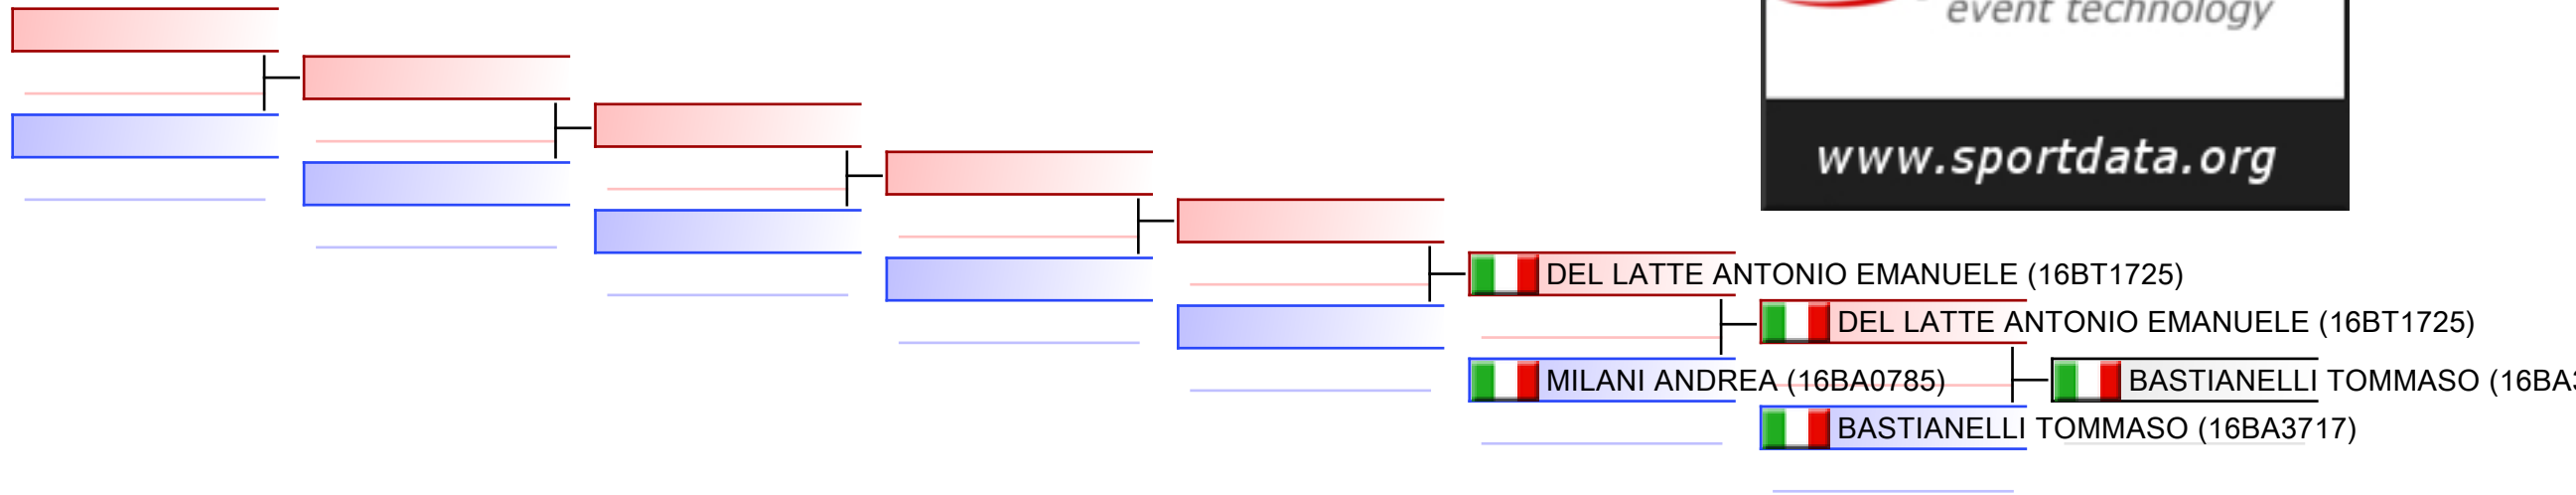 event technology
www.sportdata.org
DEL LATTE ANTONIO EMANUELE (16BT1725)
DEL LATTE ANTONIO EMANUELE (16BT1725)
MILANI ANDREA (16BA0785)
BASTIANELLI TOMMASO (16BA
BASTIANELLI TOMMASO (16BA3717)